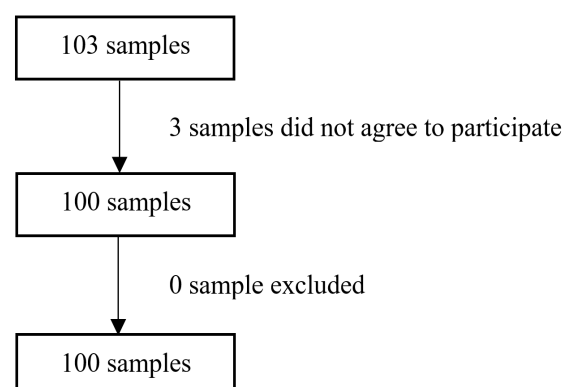 103 samples
3 samples did not agree to participate
100 samples
0 sample excluded
100 samples